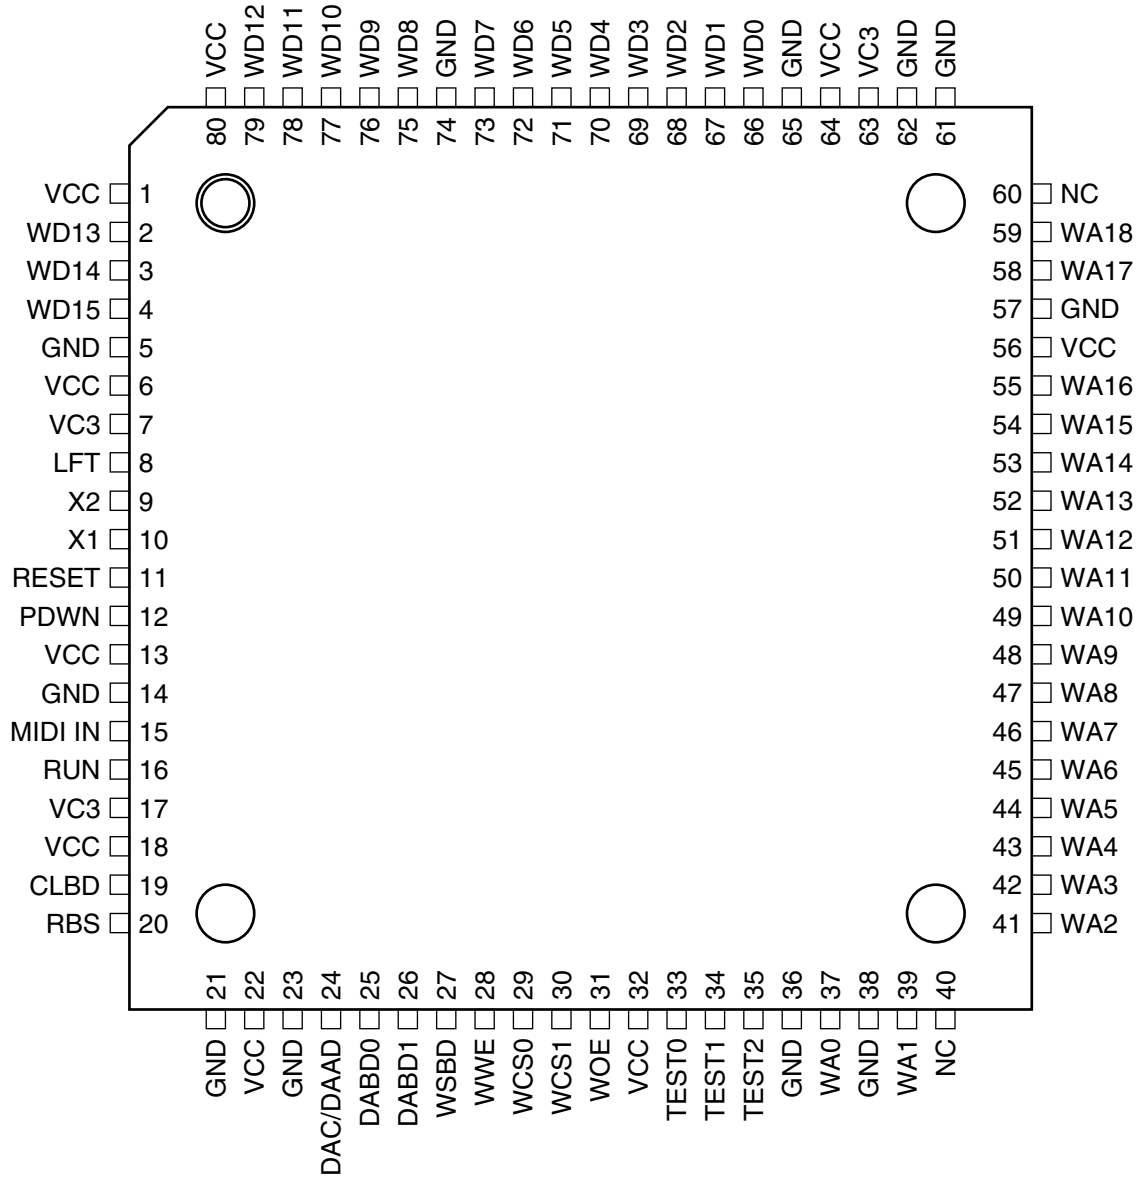 VCC WD12 WD11 WD10 WD9 WD8 GND WD7 WD6 WD5 WD4 WD3 WD2 WD1 WD0 GND VCC VC3 GND GND
80 79 78 77 76 75 74 73 72 71 70 69 68 67 66 65 64 63 62 61
VCC 1 60 NC
WD13 2 59 WA18
WD14 3 58 WA17
WD15 4 57 GND
GND 5 56 VCC
VCC 6 55 WA16
VC3 7 54 WA15
LFT 8 53 WA14
X2 9 52 WA13
X1 10 51 WA12
RESET 11 50 WA11
PDWN 12 49 WA10
VCC 13 48 WA9
GND 14 47 WA8
MIDI IN 15 46 WA7
RUN 16 45 WA6
VC3 17 44 WA5
VCC 18 43 WA4
CLBD 19 42 WA3
RBS 20 41 WA2
21 22 23 24 25 26 27 28 29 30 31 32 33 34 35 36 37 38 39 40
GND VCC GND DAC/DAAD DABD0 DABD1 WSBD WWE WCS0 WCS1 WOE VCC TEST0 TEST1 TEST2 GND WA0 GND WA1 NC